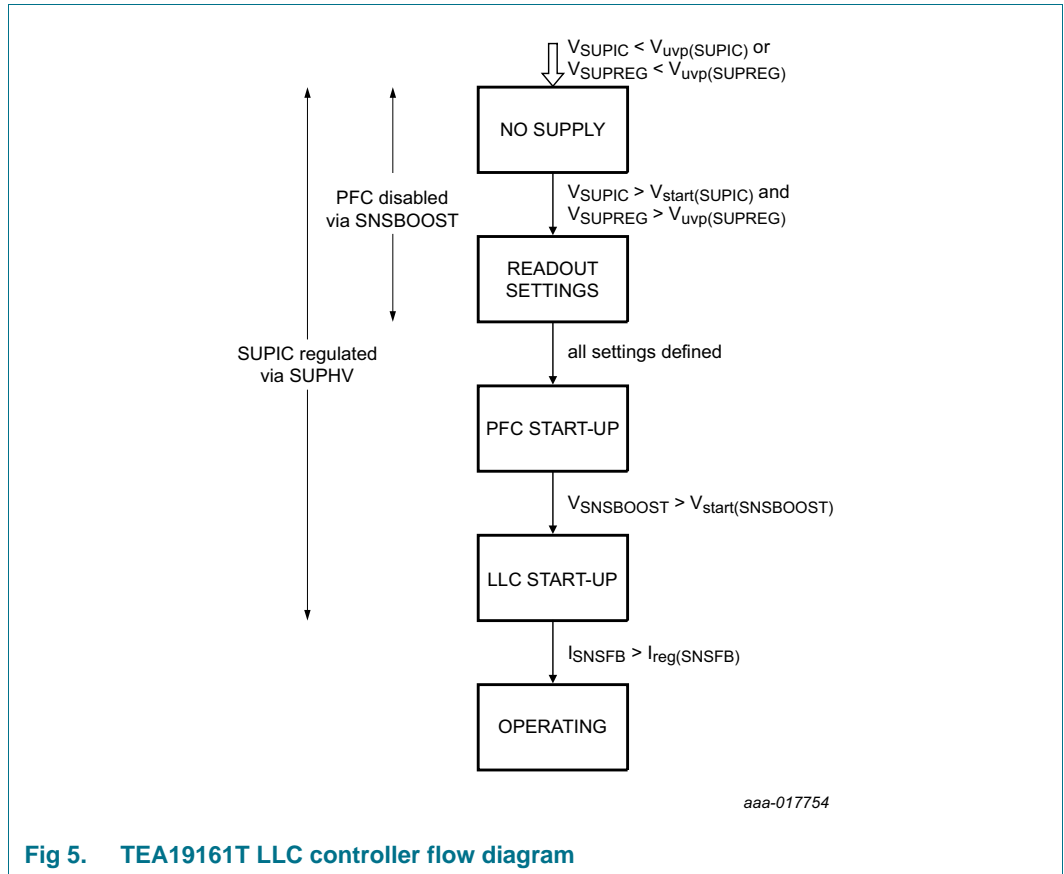 VSUPIC < Vuvp(SUPIC) or
VSUPREG < Vuvp(SUPREG)
NO SUPPLY
PFC disabled
via SNSBOOST
VSUPIC > Vstart(SUPIC) and
VSUPREG > Vuvp(SUPREG)
READOUT
SETTINGS
SUPIC regulated
via SUPHV
all settings defined
PFC START-UP
VSNSBOOST > Vstart(SNSBOOST)
LLC START-UP
ISNSFB > Ireg(SNSFB)
OPERATING
aaa-017754
Fig 5. TEA19161T LLC controller flow diagram